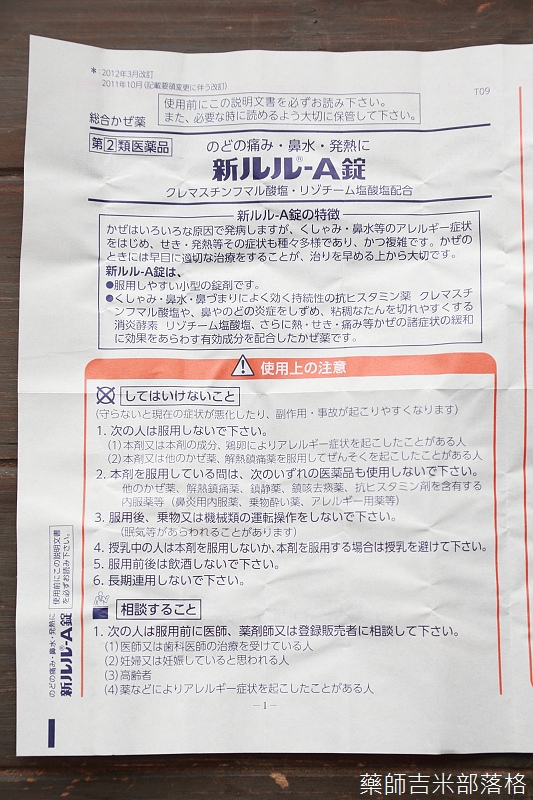 ＊：2012年3月改訂
2011年10月(記載要領変更に伴う改訂)
T09
総合かぜ薬
使用前にこの説明文書を必ずお読み下さい。
また、必要な時に読めるよう大切に保管して下さい。
第②類医薬品
のどの痛み・鼻水・発熱に
新ルル®-A錠
クレマスチンフマル酸塩・リゾチーム塩酸塩配合
新ルル-A錠の特徴
かぜはいろいろな原因で発病しますが、くしゃみ・鼻水等のアレルギー症状
をはじめ、せき・発熱等その症状も種々多様であり、かつ複雑です。かぜの
ときには早目に適切な治療をすることが、治りを早める上から大切です。
新ルル-A錠は、
●服用しやすい小型の錠剤です。
●くしゃみ・鼻水・鼻づまりによく効く持続性の抗ヒスタミン薬 クレマスチ
ンフマル酸塩や、鼻やのどの炎症をしずめ、粘稠なたんを切れやすくする
消炎酵素 リゾチーム塩酸塩、さらに熱・せき・痛み等かぜの諸症状の緩和
に効果をあらわす有効成分を配合したかぜ薬です。
使用上の注意
してはいけないこと
(守らないと現在の症状が悪化したり、副作用・事故が起こりやすくなります)
1. 次の人は服用しないで下さい。
(1)本剤又は本剤の成分、鶏卵によりアレルギー症状を起こしたことがある人
(2)本剤又は他のかぜ薬、解熱鎮痛薬を服用してぜんそくを起こしたことがある人
2. 本剤を服用している間は、次のいずれの医薬品も使用しないで下さい。
他のかぜ薬、解熱鎮痛薬、鎮静薬、鎮咳去痰薬、抗ヒスタミン剤を含有する
内服薬等(鼻炎用内服薬、乗物酔い薬、アレルギー用薬等)
3. 服用後、乗物又は機械類の運転操作をしないで下さい。
(眠気等があらわれることがあります)
4. 授乳中の人は本剤を服用しないか、本剤を服用する場合は授乳を避けて下さい。
5. 服用前後は飲酒しないで下さい。
6. 長期連用しないで下さい。
相談すること
1. 次の人は服用前に医師、薬剤師又は登録販売者に相談して下さい。
(1)医師又は歯科医師の治療を受けている人
(2)妊婦又は妊娠していると思われる人
(3)高齢者
(4)薬などによりアレルギー症状を起こしたことがある人
－1－
のどの痛み・鼻水・発熱に
新ルル®-A錠
使用前にこの説明文書
を必ずお読み下さい。
藥師吉米部落格